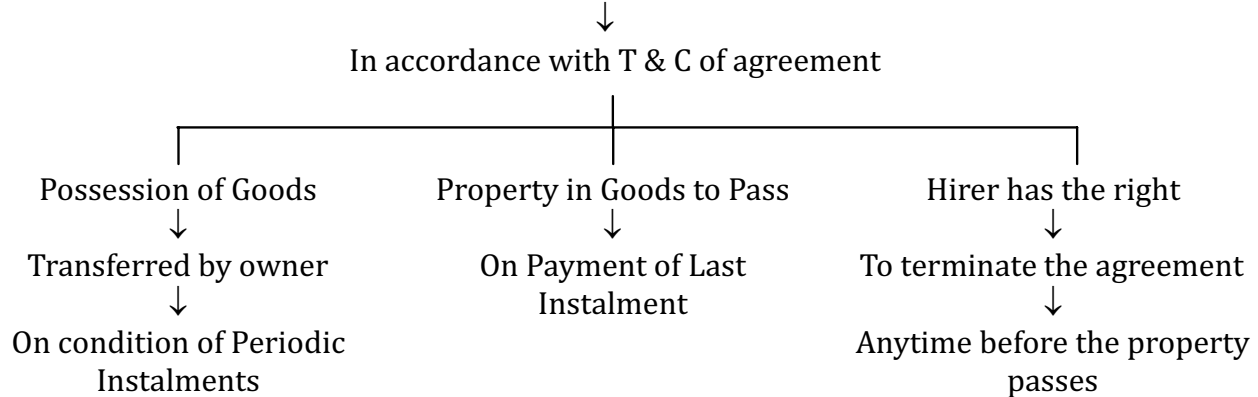 ↓
In accordance with T & C of agreement
Possession of Goods
↓
Transferred by owner
↓
On condition of Periodic
Instalments
Property in Goods to Pass
↓
On Payment of Last
Instalment
Hirer has the right
↓
To terminate the agreement
↓
Anytime before the property
passes